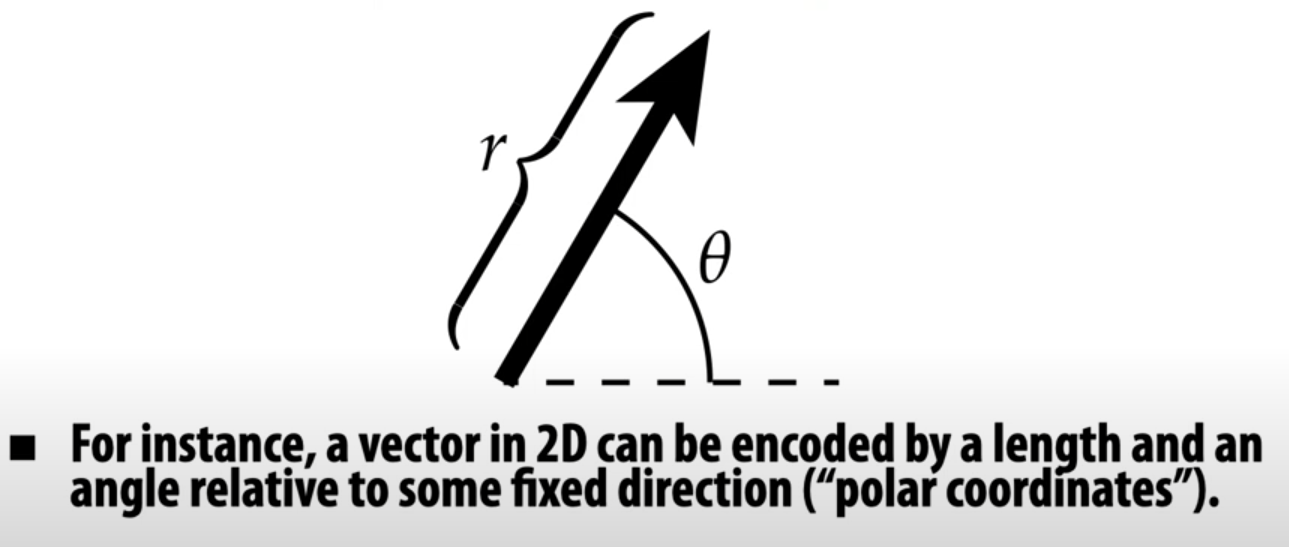 r
θ
■ For instance, a vector in 2D can be encoded by a length and an
angle relative to some fixed direction (“polar coordinates”).